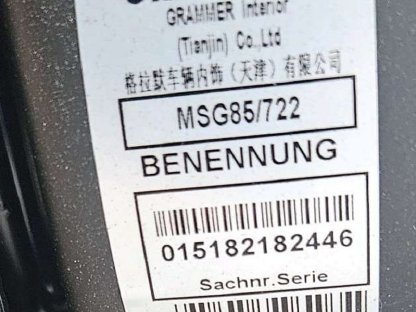 GRAMMER Interior
(Tianjin) Co.,Ltd
格拉默车辆内饰（天津）有限公司
MSG85/722
BENENNUNG
015182182446
Sachnr.Serie